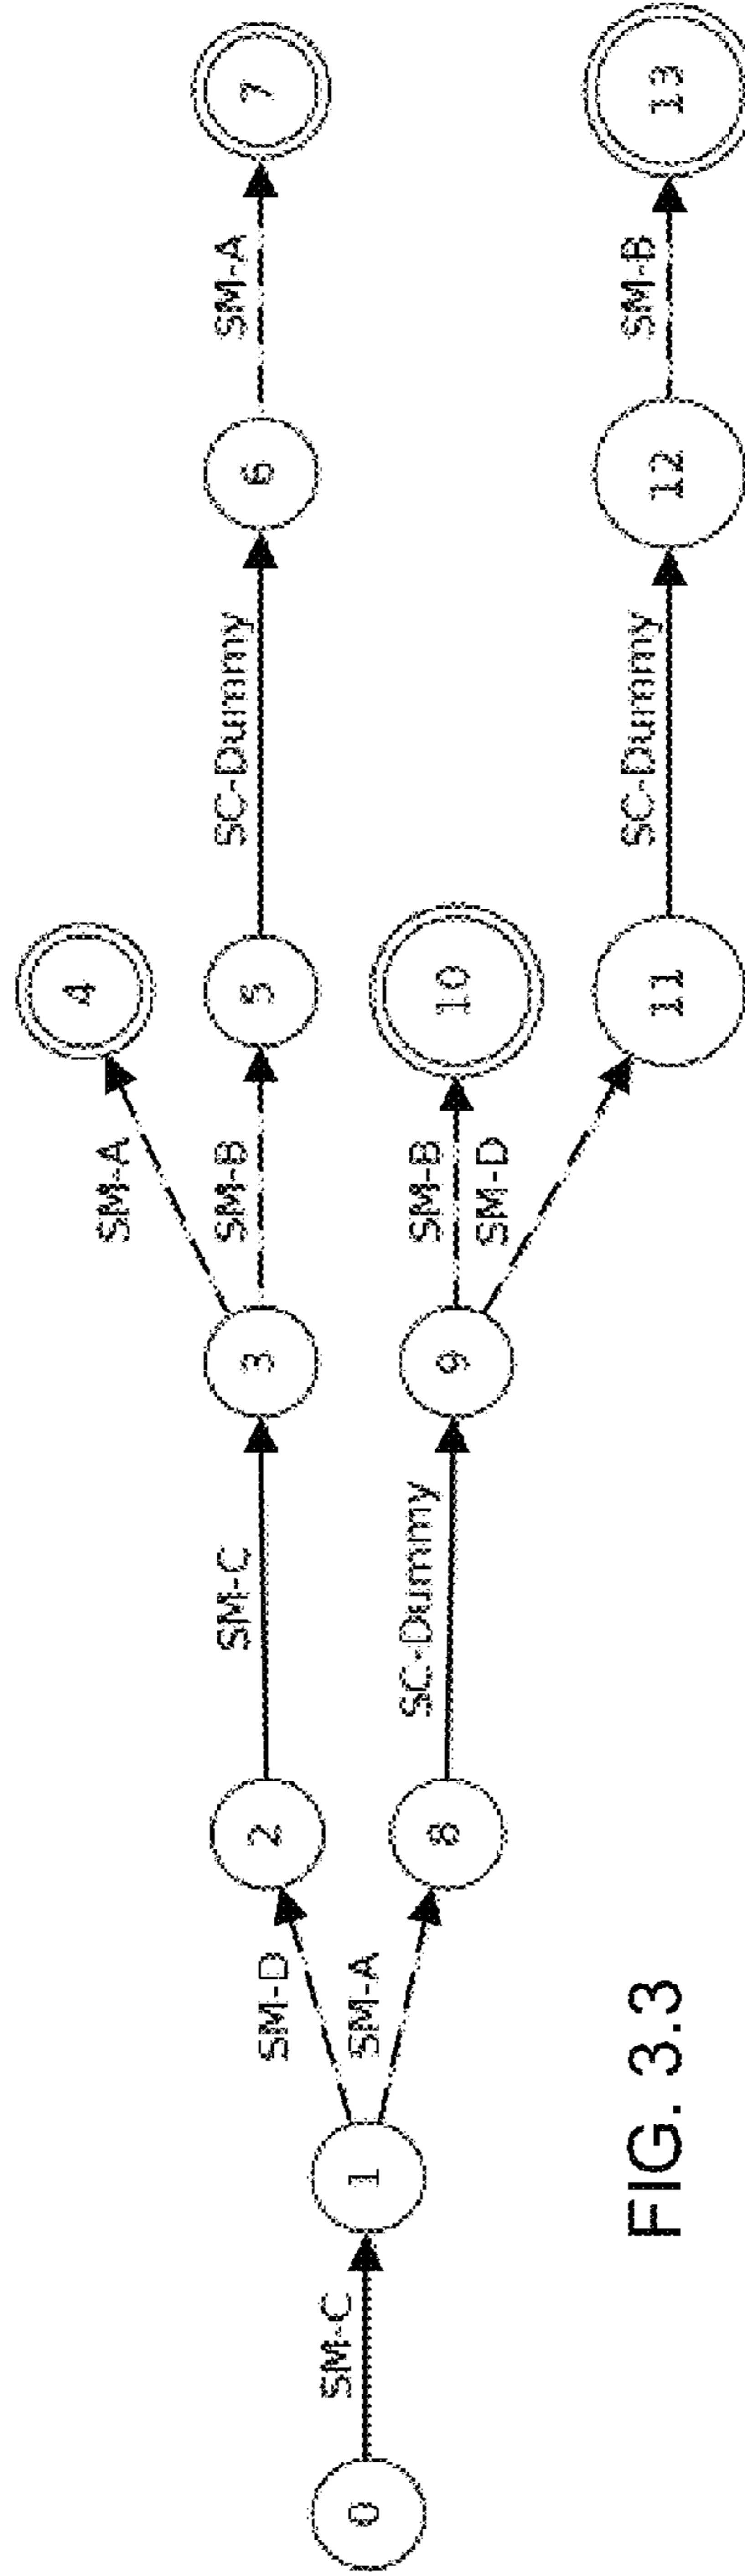 0
SM-C
1
SM-D
SM-A
2
8
SM-C
SC-Dummy
3
9
SM-A
SM-B
SM-B
SM-D
4
5
10
11
SC-Dummy
SC-Dummy
6
12
SM-A
SM-B
7
13
FIG. 3.3